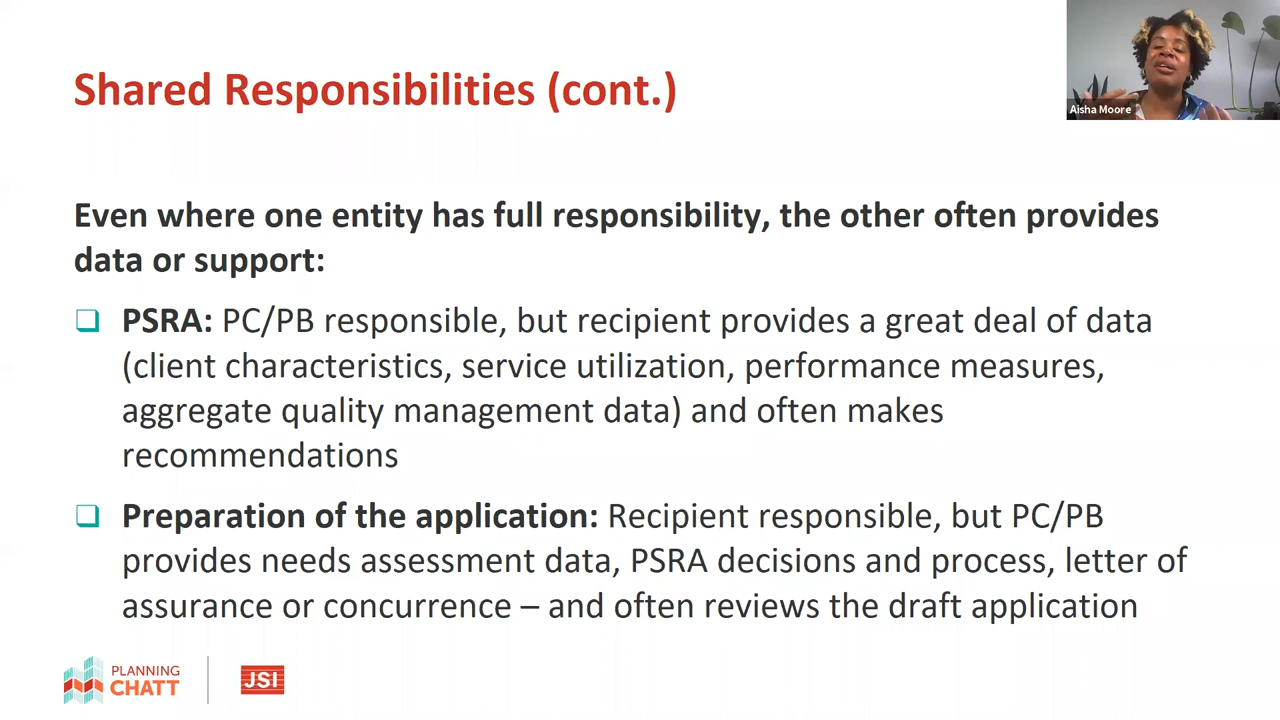 Shared Responsibilities (cont.)
Aisha Moore
Even where one entity has full responsibility, the other often provides
data or support:
PSRA: PC/PB responsible, but recipient provides a great deal of data
(client characteristics, service utilization, performance measures,
aggregate quality management data) and often makes
recommendations
Preparation of the application: Recipient responsible, but PC/PB
provides needs assessment data, PSRA decisions and process, letter of
assurance or concurrence – and often reviews the draft application
PLANNING
CHATT
JSI